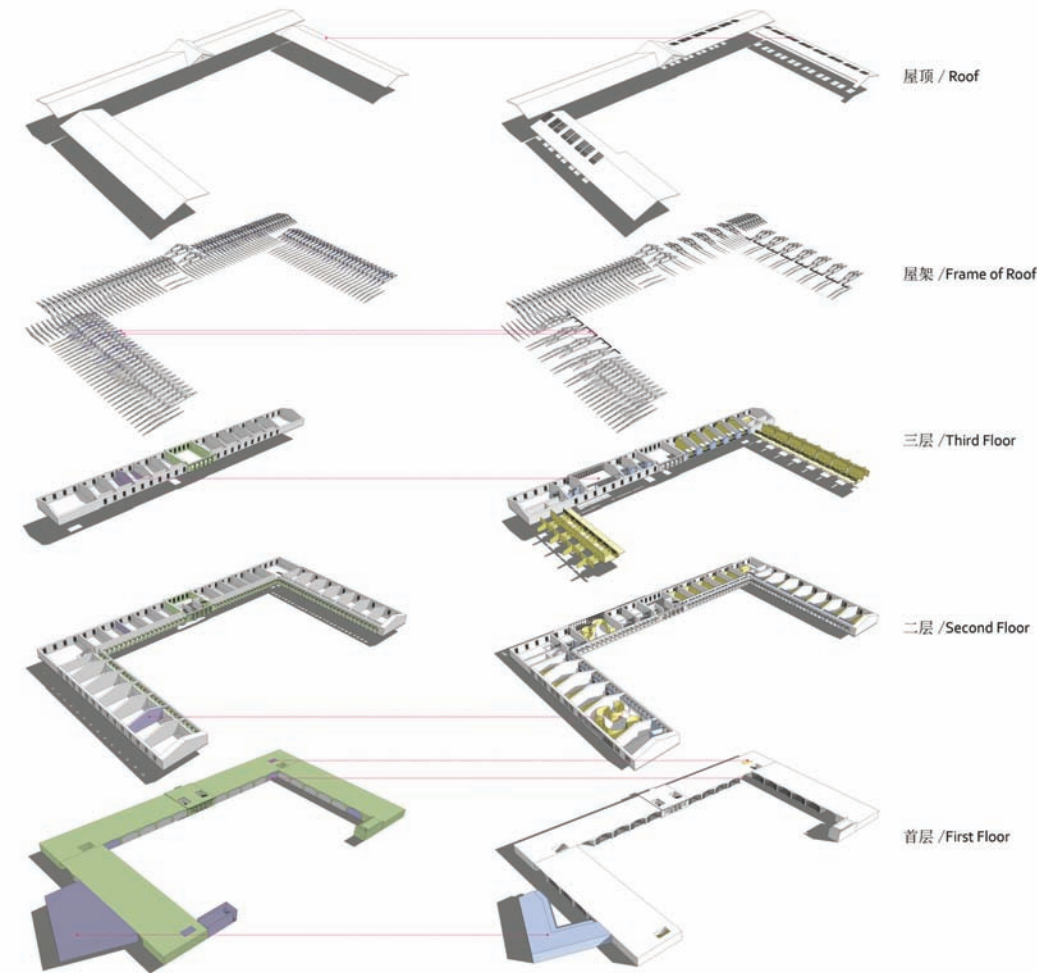 屋顶 / Roof
屋架 /Frame of Roof
三层 /Third Floor
二层 /Second Floor
首层 /First Floor